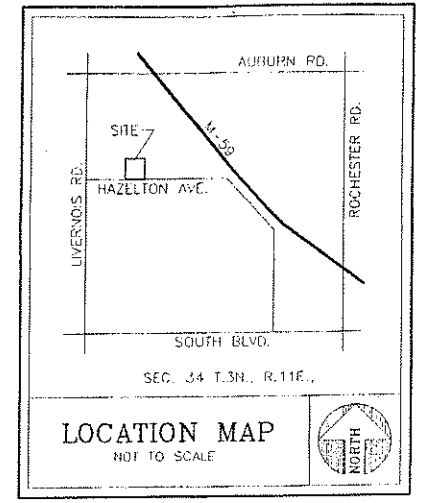 AUBURN RD.
SITE
M-59
ROCHESTER RD.
LIVERNOIS RD.
HAZELTON AVE.
SOUTH BLVD.
SEC. 34 T.3N., R.11E.,
LOCATION MAP
NOT TO SCALE
NORTH